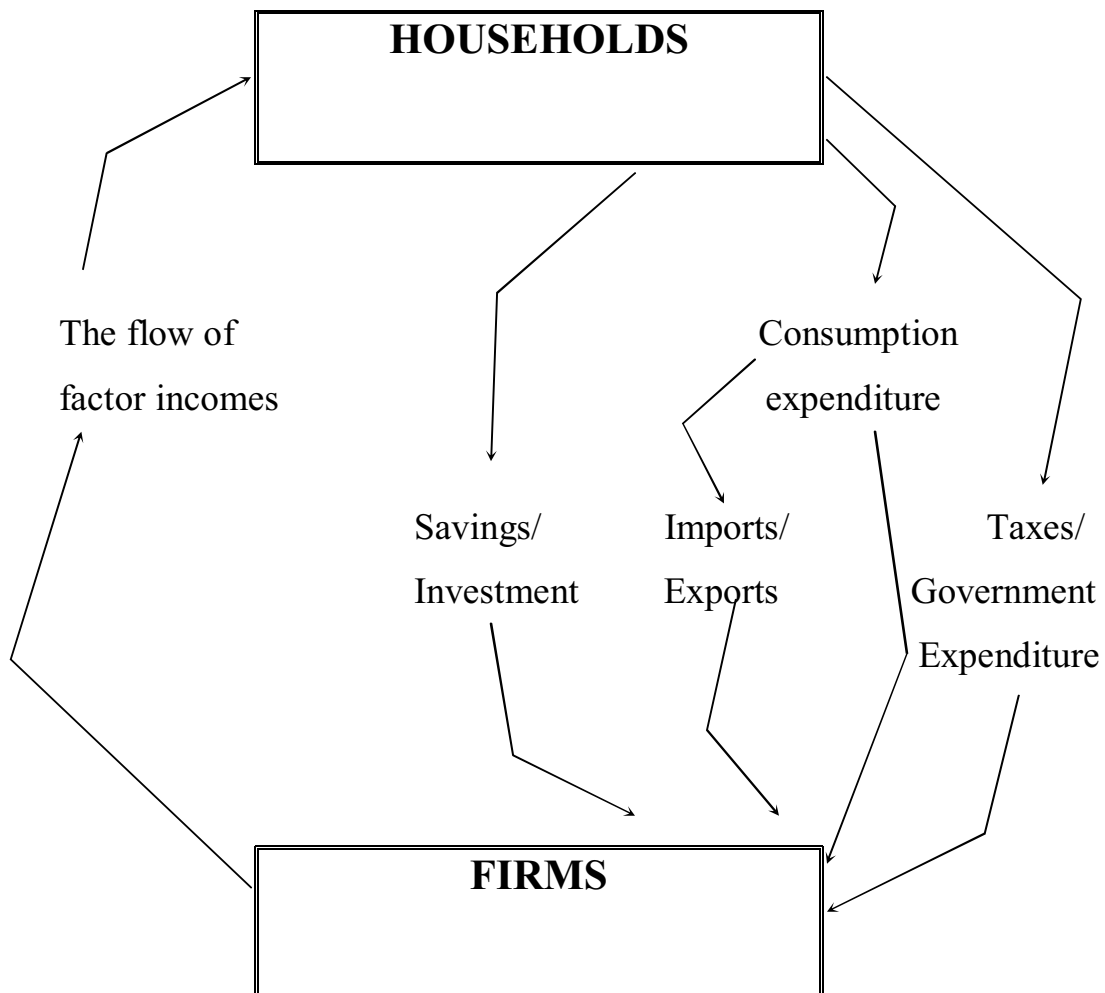 HOUSEHOLDS
The flow of
factor incomes
Consumption
expenditure
Savings/
Investment
Imports/
Exports
Taxes/
Government
Expenditure
FIRMS